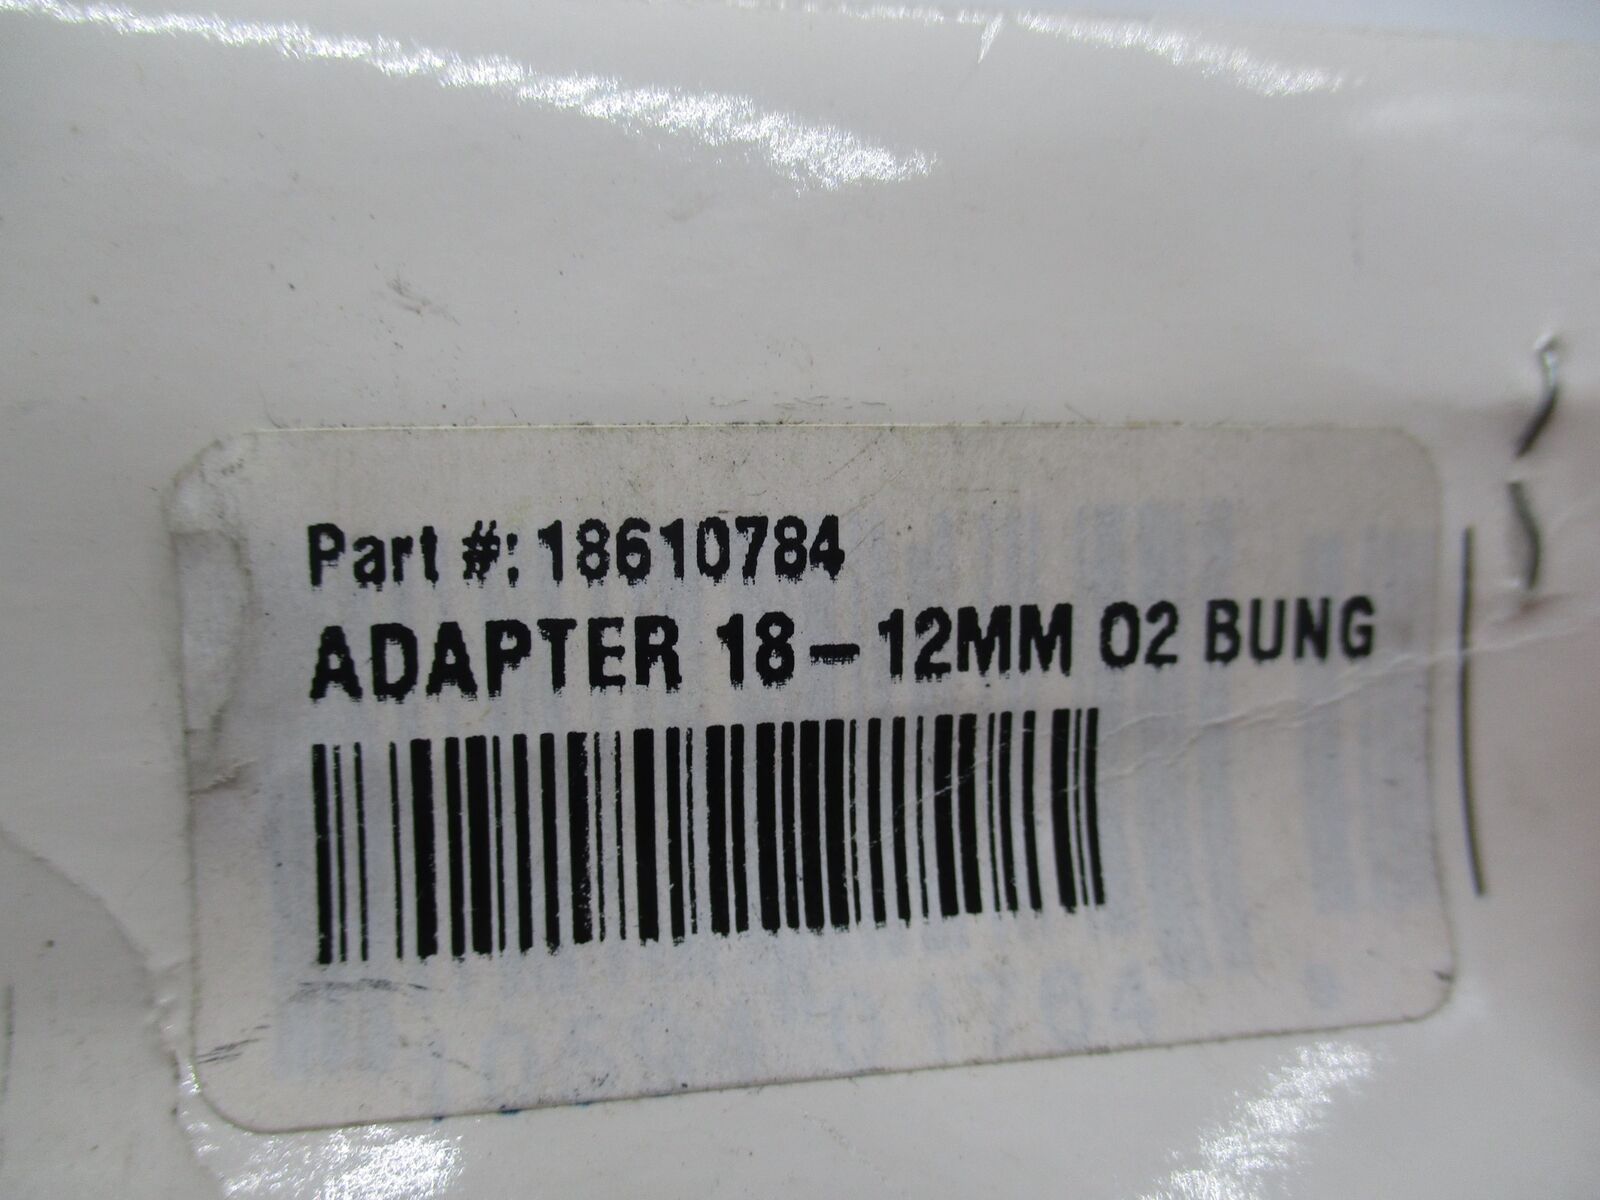 Part #: 18610784
ADAPTER 18-12MM O2 BUNG